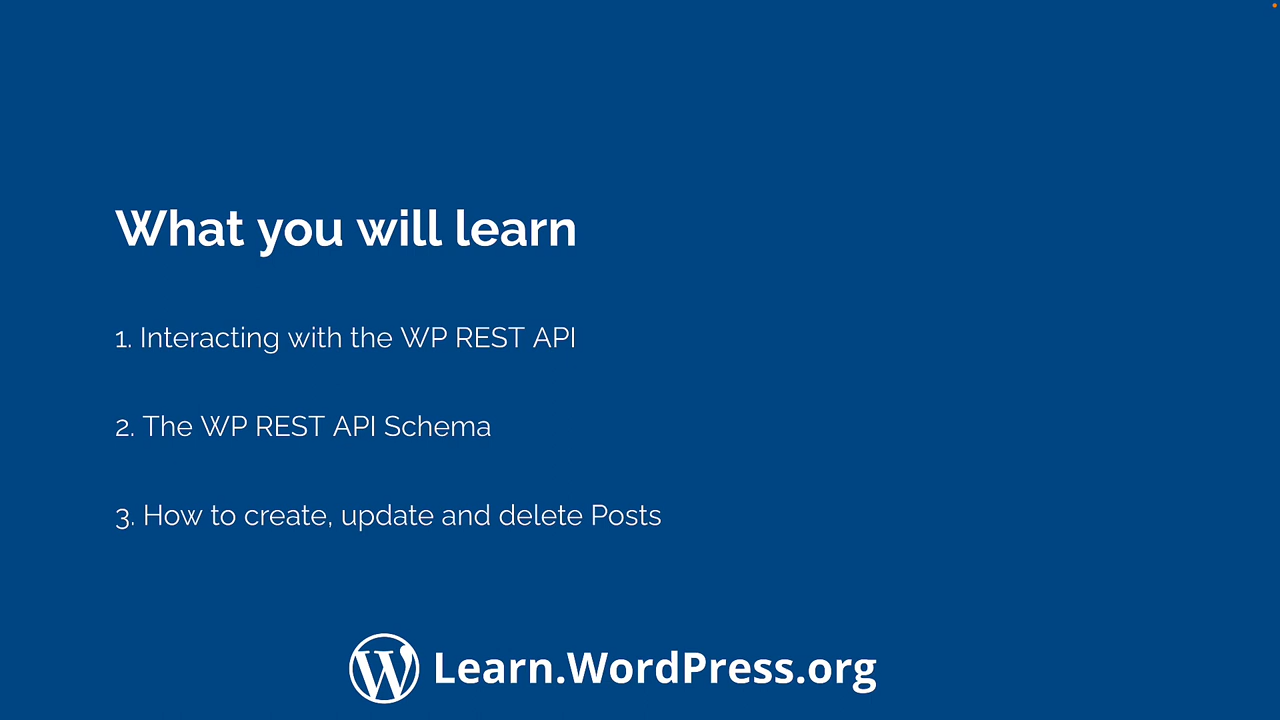 What you will learn
1. Interacting with the WP REST API
2. The WP REST API Schema
3. How to create, update and delete Posts
Learn.WordPress.org